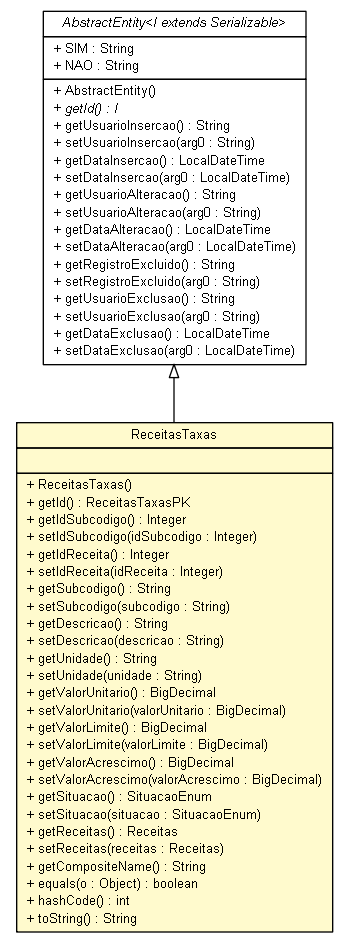 AbstractEntity<I extends Serializable>
+ SIM : String
+ NAO : String
+ AbstractEntity()
+ getId() : I
+ getUsuarioInsercao() : String
+ setUsuarioInsercao(arg0 : String)
+ getDataInsercao() : LocalDateTime
+ setDataInsercao(arg0 : LocalDateTime)
+ getUsuarioAlteracao() : String
+ setUsuarioAlteracao(arg0 : String)
+ getDataAlteracao() : LocalDateTime
+ setDataAlteracao(arg0 : LocalDateTime)
+ getRegistroExcluido() : String
+ setRegistroExcluido(arg0 : String)
+ getUsuarioExclusao() : String
+ setUsuarioExclusao(arg0 : String)
+ getDataExclusao() : LocalDateTime
+ setDataExclusao(arg0 : LocalDateTime)
ReceitasTaxas
+ ReceitasTaxas()
+ getId() : ReceitasTaxasPK
+ getIdSubcodigo() : Integer
+ setIdSubcodigo(idSubcodigo : Integer)
+ getIdReceita() : Integer
+ setIdReceita(idReceita : Integer)
+ getSubcodigo() : String
+ setSubcodigo(subcodigo : String)
+ getDescricao() : String
+ setDescricao(descricao : String)
+ getUnidade() : String
+ setUnidade(unidade : String)
+ getValorUnitario() : BigDecimal
+ setValorUnitario(valorUnitario : BigDecimal)
+ getValorLimite() : BigDecimal
+ setValorLimite(valorLimite : BigDecimal)
+ getValorAcrescimo() : BigDecimal
+ setValorAcrescimo(valorAcrescimo : BigDecimal)
+ getSituacao() : SituacaoEnum
+ setSituacao(situacao : SituacaoEnum)
+ getReceitas() : Receitas
+ setReceitas(receitas : Receitas)
+ getCompositeName() : String
+ equals(o : Object) : boolean
+ hashCode() : int
+ toString() : String